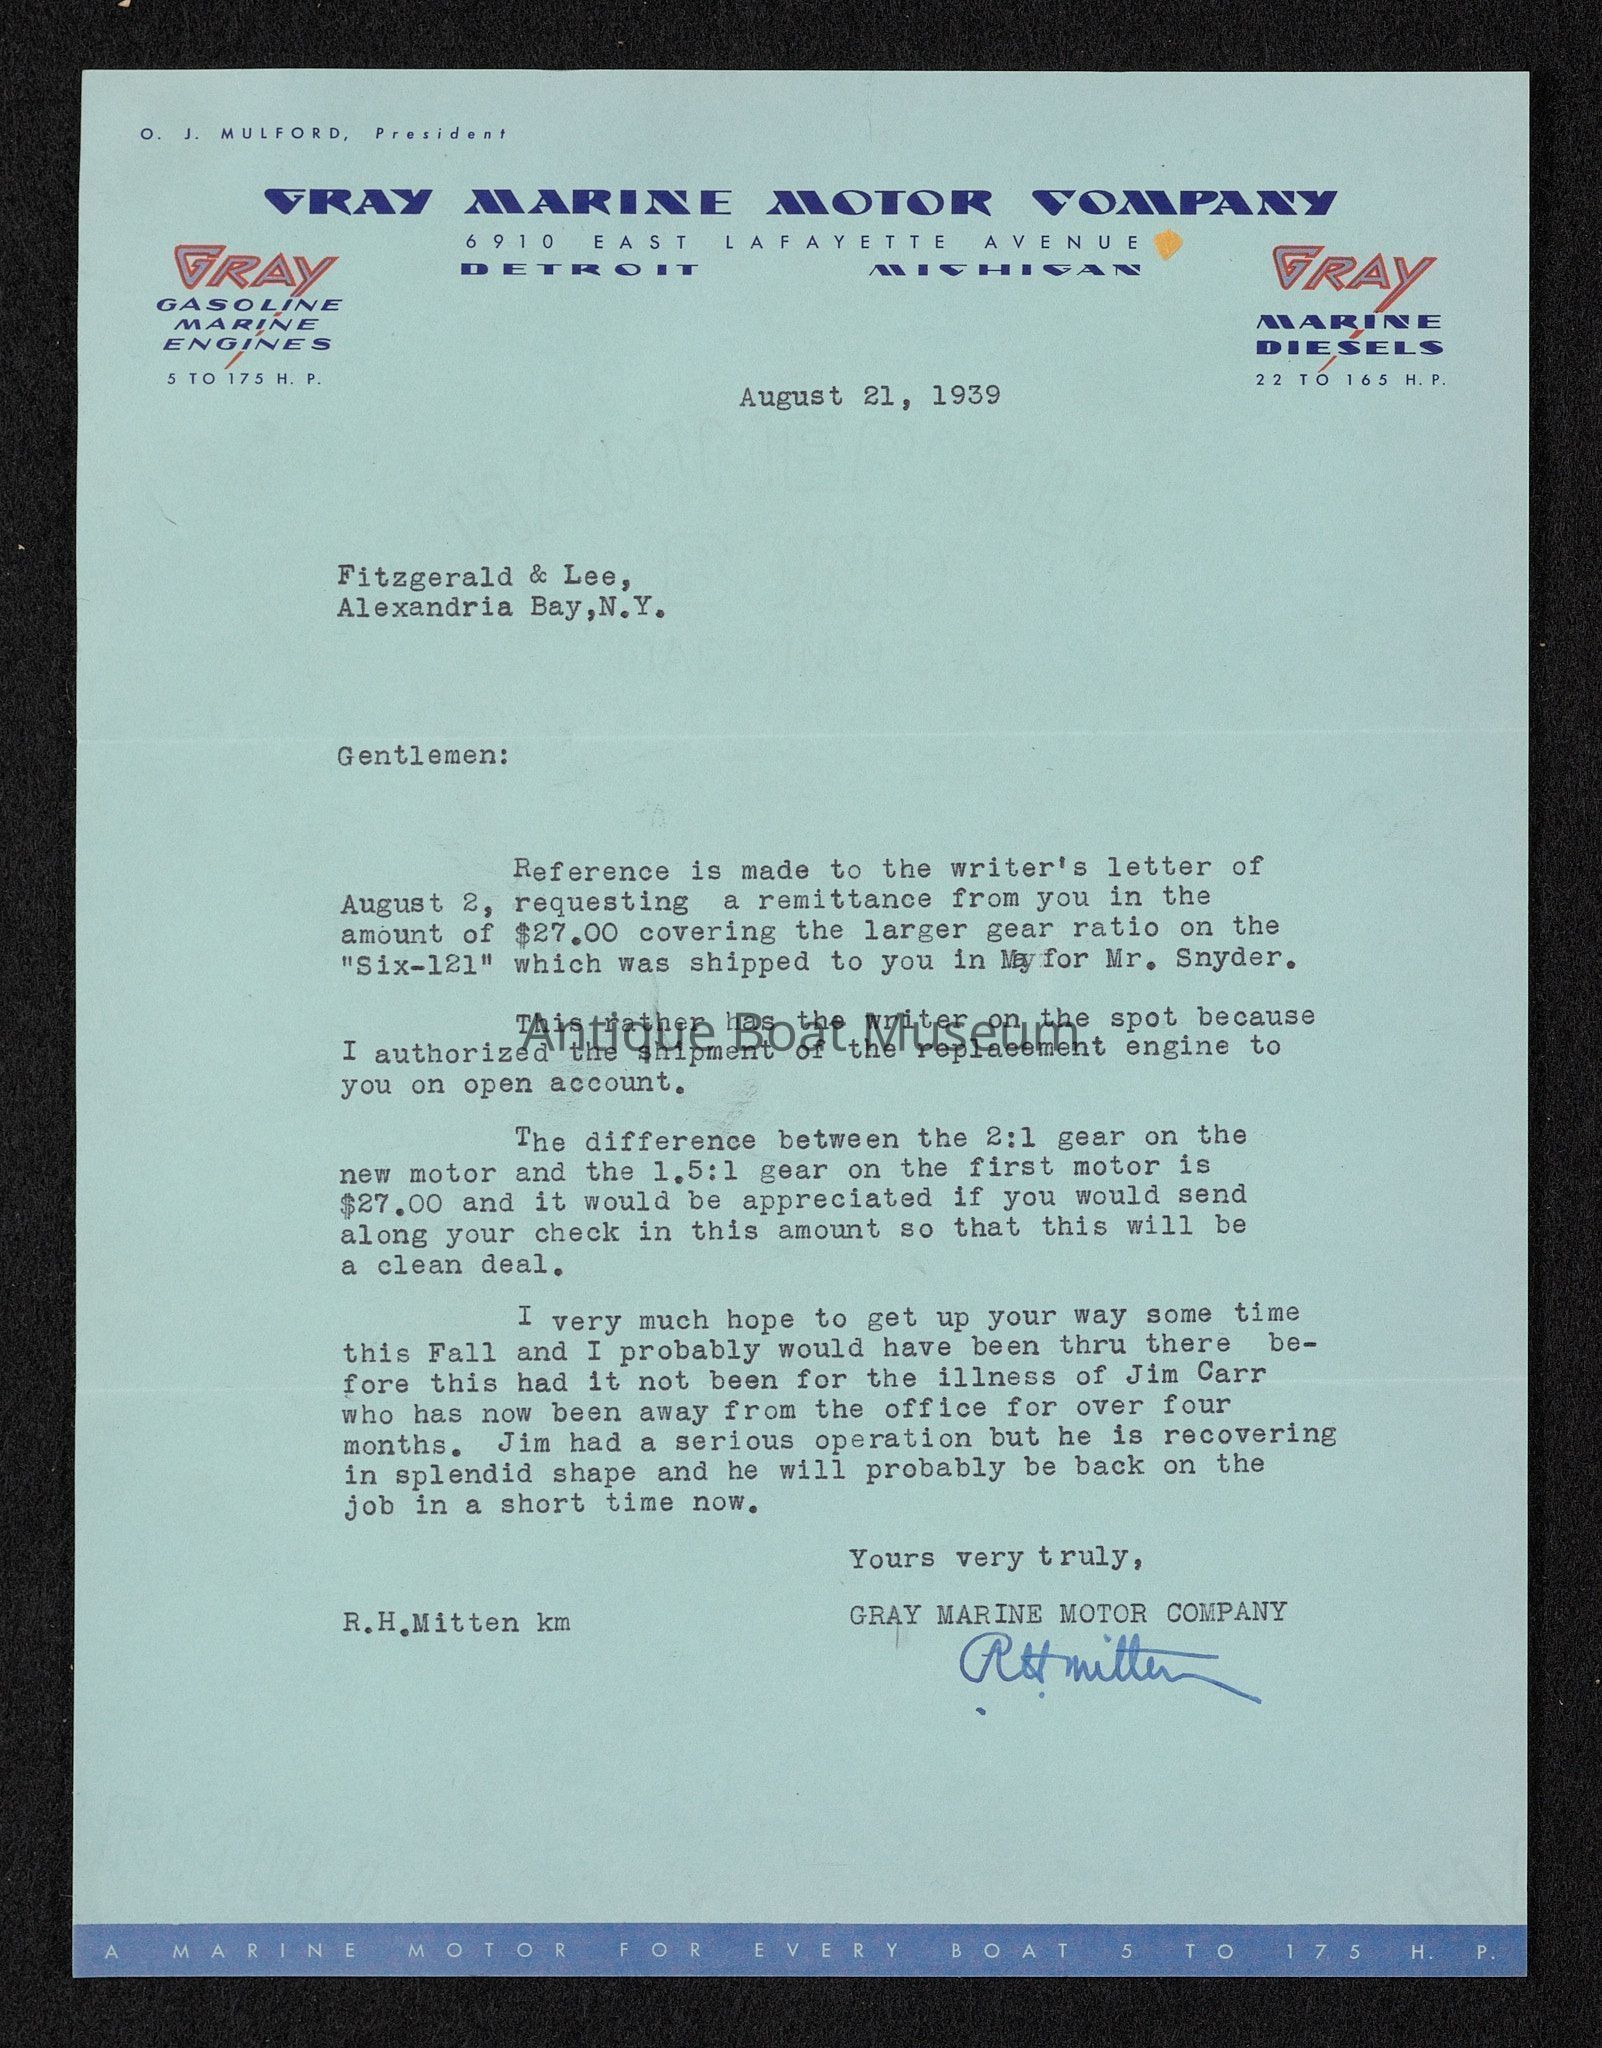 O. J. MULFORD, President
GRAY MARINE MOTOR COMPANY
6910 EAST LAFAYETTE AVENUE
DETROIT MICHIGAN
GRAY
GASOLINE
MARINE
ENGINES
5 TO 175 H. P.
GRAY
MARINE
DIESELS
22 TO 165 H. P.
August 21, 1939
Fitzgerald & Lee,
Alexandria Bay,N.Y.
Gentlemen:
Reference is made to the writer's letter of
August 2, requesting a remittance from you in the
amount of $27.00 covering the larger gear ratio on the
"Six-121" which was shipped to you in May for Mr. Snyder.
This rather has the writer on the spot because
I authorized the shipment of the replacement engine to
you on open account.
Antique Boat Museum
The difference between the 2:1 gear on the
new motor and the 1.5:1 gear on the first motor is
$27.00 and it would be appreciated if you would send
along your check in this amount so that this will be
a clean deal.
I very much hope to get up your way some time
this Fall and I probably would have been thru there be-
fore this had it not been for the illness of Jim Carr
who has now been away from the office for over four
months. Jim had a serious operation but he is recovering
in splendid shape and he will probably be back on the
job in a short time now.
Yours very truly,
GRAY MARINE MOTOR COMPANY
R.H.Mitten km
R H Mitten
A MARINE MOTOR FOR EVERY BOAT 5 TO 175 H. P.